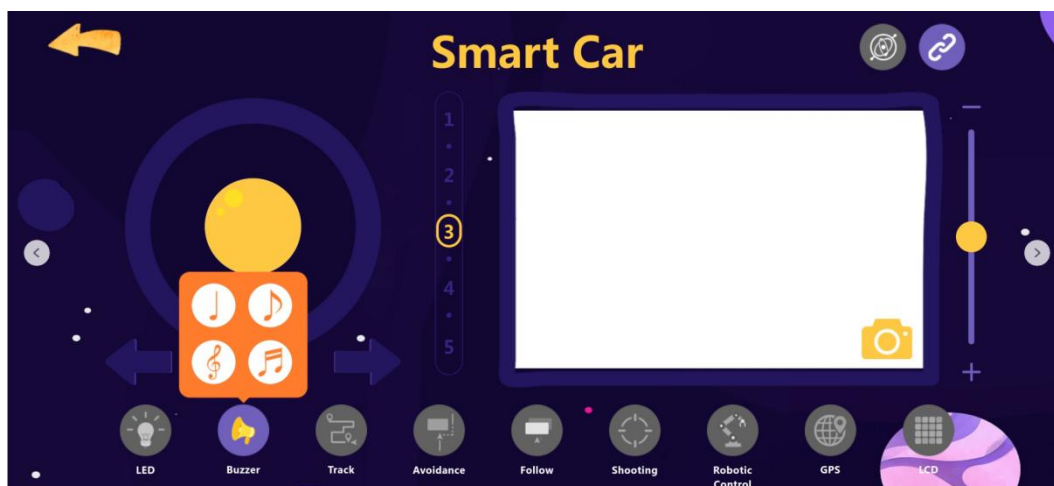 Smart Car
1
2
3
4
5
LED
Buzzer
Track
Avoidance
Follow
Shooting
Robotic
Control
GPS
LCD